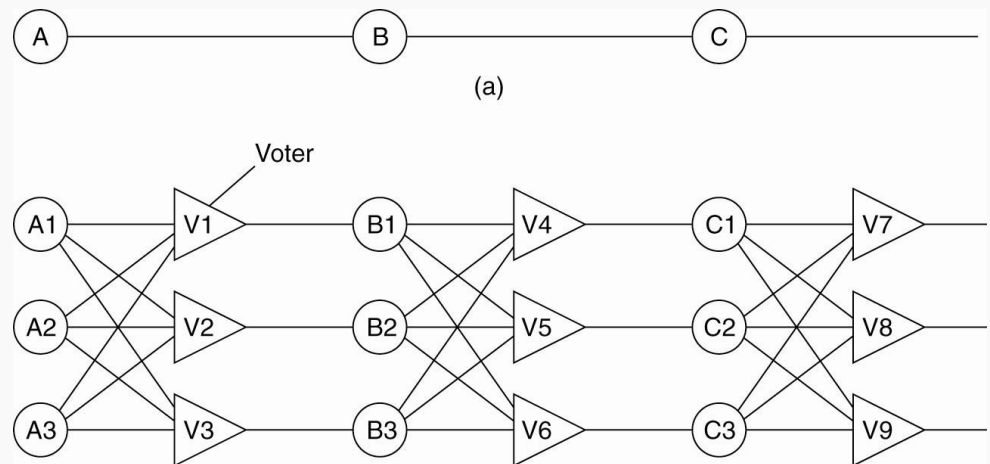 A B C
(a)
Voter
A1 V1 B1 V4 C1 V7
A2 V2 B2 V5 C2 V8
A3 V3 B3 V6 C3 V9